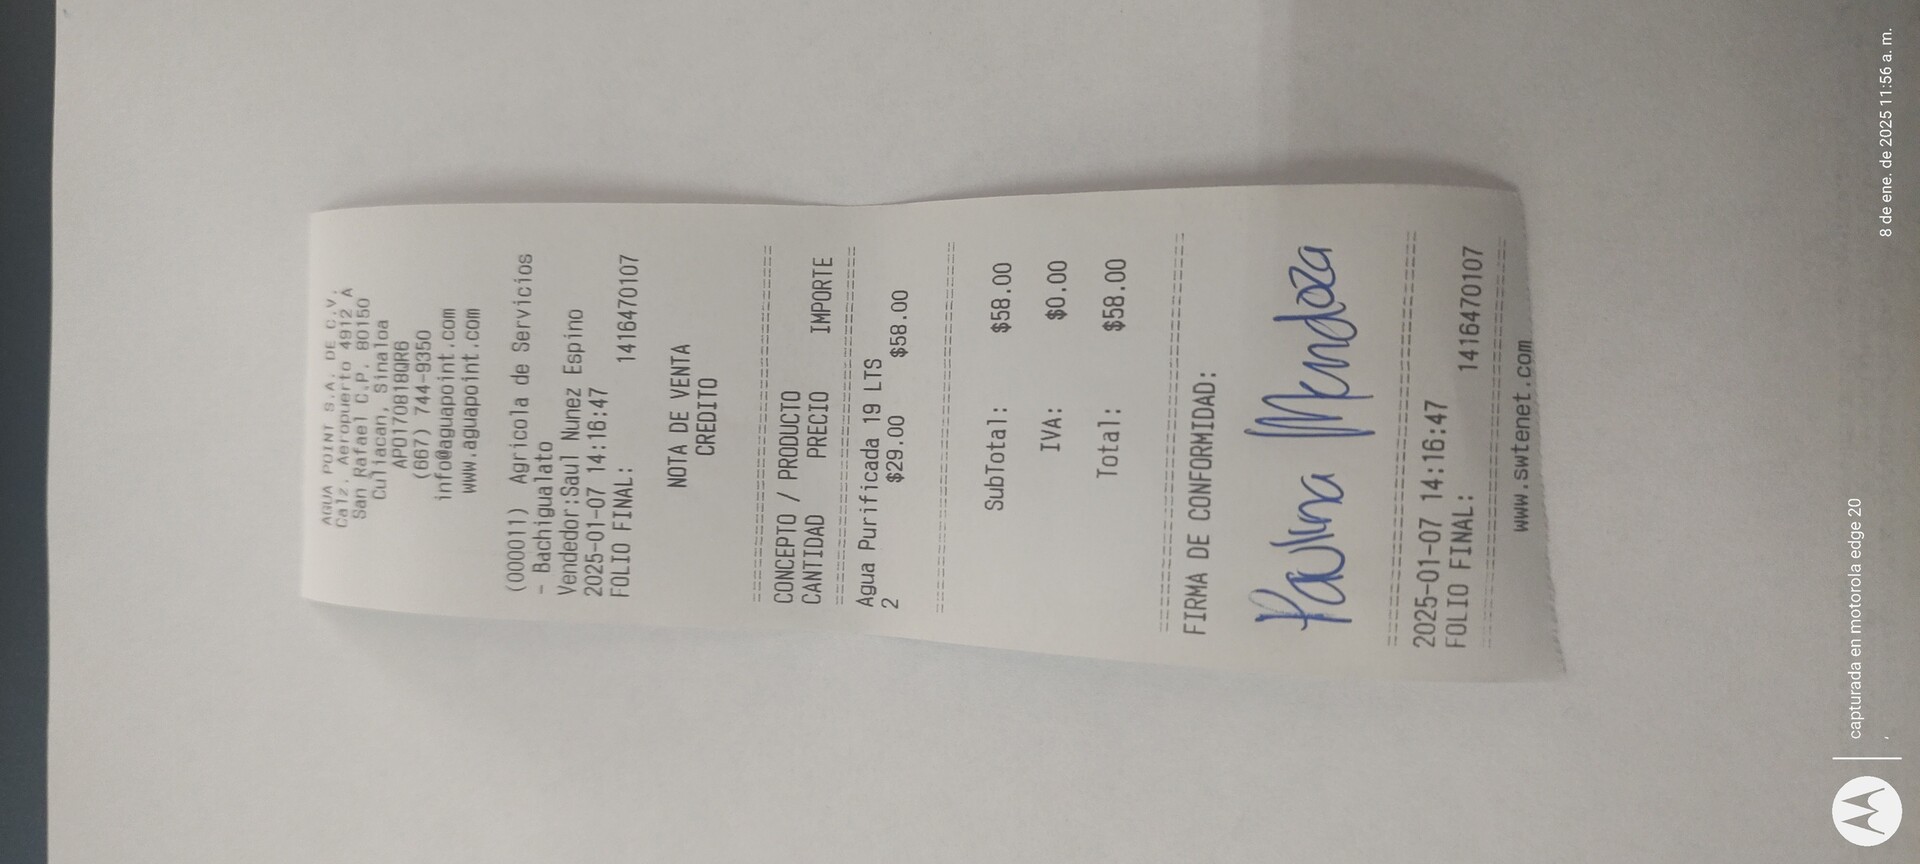 AGUA POINT S.A. DE C.V.
Calz. Aeropuerto 4912 A
San Rafael C.P. 80150
Culiacan, Sinaloa
APO170818QR6
(667) 744-9350
info@aguapoint.com
www.aguapoint.com
(000011) Agricola de Servicios
- Bachigualato
Vendedor:Saul Nunez Espino
2025-01-07 14:16:47
FOLIO FINAL: 1416470107
NOTA DE VENTA
CREDITO
CONCEPTO / PRODUCTO
CANTIDAD PRECIO IMPORTE
Agua Purificada 19 LTS
2 $29.00 $58.00
SubTotal: $58.00
IVA: $0.00
Total: $58.00
FIRMA DE CONFORMIDAD:
Paulina Mendoza
2025-01-07 14:16:47
FOLIO FINAL: 1416470107
www.swtenet.com
capturada en motorola edge 20
8 de ene. de 2025 11:56 a. m.